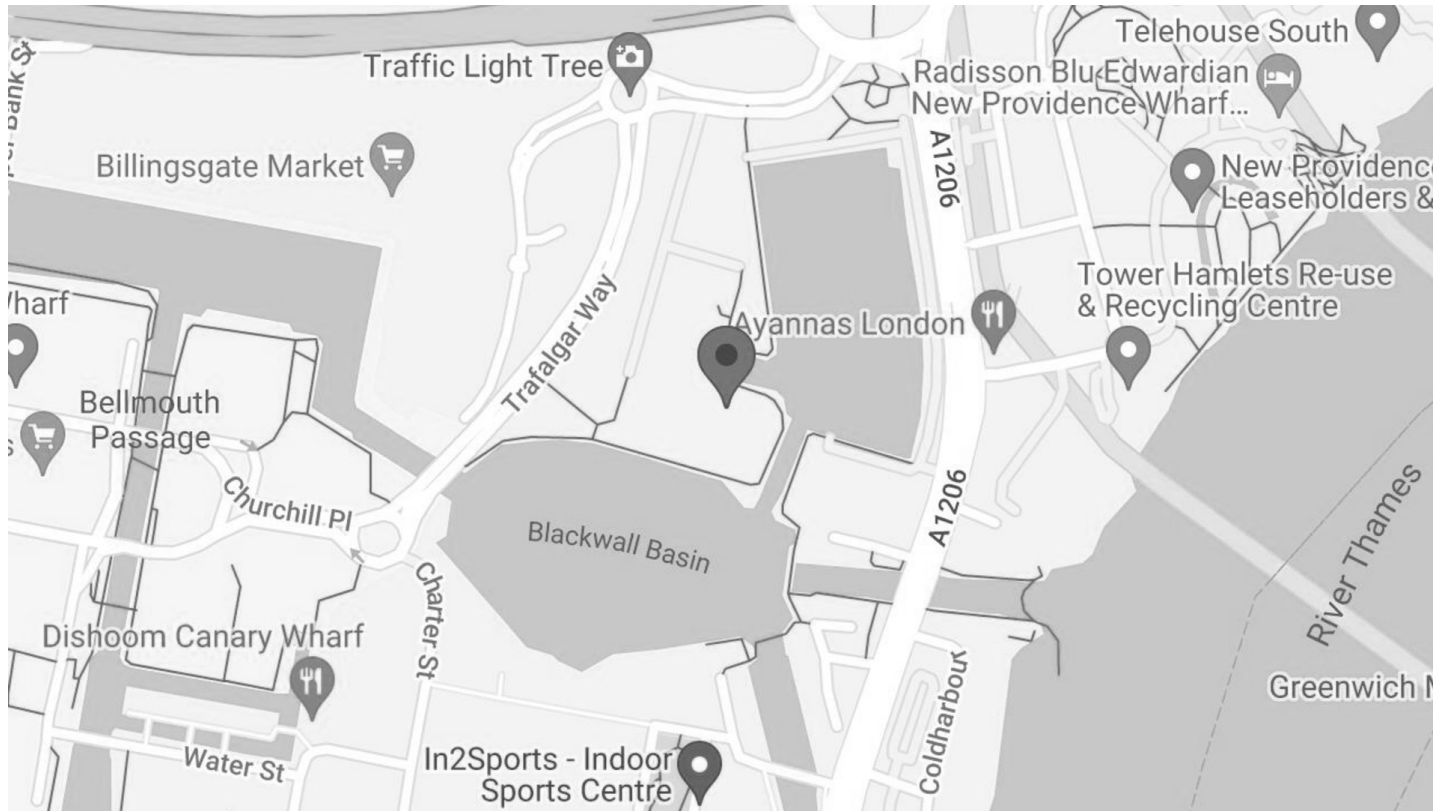 Traffic Light Tree
Telehouse South
Radisson Blu Edwardian
New Providence Wharf...
Billingsgate Market
A1206
New Providence
Leaseholders &
Trafalgar Way
Tower Hamlets Re-use
& Recycling Centre
Ayannas London
Bellmouth
Passage
Churchill Pl
A1206
Blackwall Basin
River Thames
Charter St
Dishoom Canary Wharf
Coldharbour
Greenwich
Water St
In2Sports - Indoor
Sports Centre